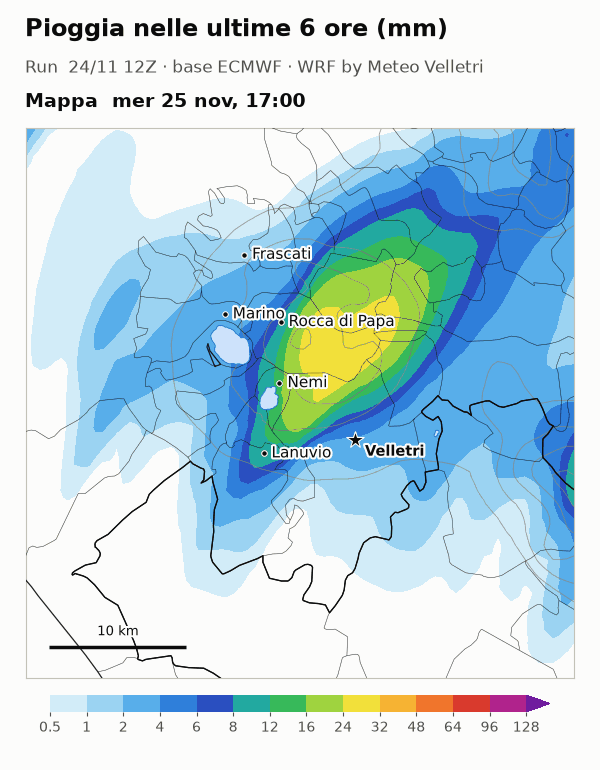 Pioggia nelle ultime 6 ore (mm)
Run 24/11 12Z · base ECMWF · WRF by Meteo Velletri
Mappa mer 25 nov, 17:00
Frascati
Marino
Rocca di Papa
Nemi
Velletri
Lanuvio
10 km
0.5 1 2 4 6 8 12 16 24 32 48 64 96 128